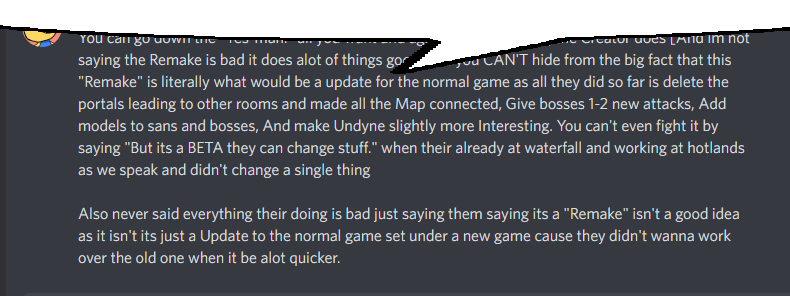 You can go down the "Yes man."
Creator does [And im not
saying the Remake is bad it does alot of things you CAN'T hide from the big fact that this
"Remake" is literally what would be a update for the normal game as all they did so far is delete the
portals leading to other rooms and made all the Map connected, Give bosses 1-2 new attacks, Add
models to sans and bosses, And make Undyne slightly more Interesting. You can't even fight it by
saying "But its a BETA they can change stuff." when their already at waterfall and working at hotlands
as we speak and didn't change a single thing
Also never said everything their doing is bad just saying them saying its a "Remake" isn't a good idea
as it isn't its just a Update to the normal game set under a new game cause they didn't wanna work
over the old one when it be alot quicker.